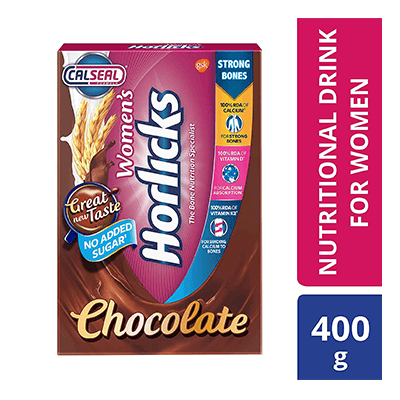 CALSEAL
FORMULA
gsk
STRONG
BONES
Women's
Horlicks
The Bone Nutrition Specialist
100% RDA OF
CALCIUM*
FOR STRONG
BONES
100% RDA OF
VITAMIN D*
FOR CALCIUM
ABSORPTION
100% RDA OF
VITAMIN K2*
FOR BINDING
CALCIUM TO
BONES
Great
new Taste
NO ADDED
SUGAR*
Chocolate
NUTRITIONAL DRINK
FOR WOMEN
400
g